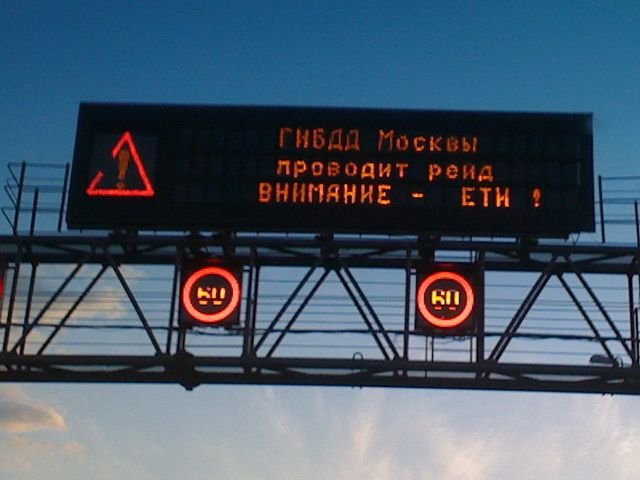 ГИБДД Москвы
проводит рейд
ВНИМАНИЕ - ЕТИ !
60
60